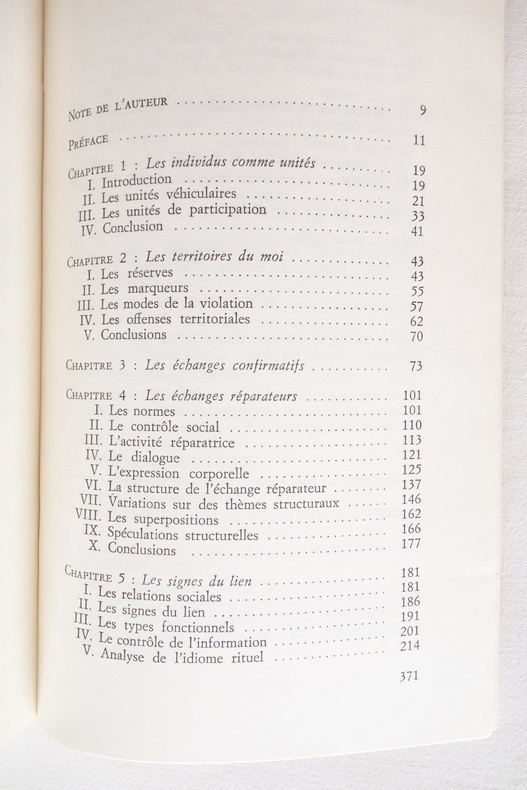 NOTE DE L'AUTEUR . . . . . . . . . . . . . . . . . . . . . . . . . . . . . 9
PRÉFACE . . . . . . . . . . . . . . . . . . . . . . . . . . . . . . . . . . . . 11
CHAPITRE 1 : Les individus comme unités . . . . . . . . . 19
I. Introduction . . . . . . . . . . . . . . . . . . . . . . . . . . . . 19
II. Les unités véhiculaires . . . . . . . . . . . . . . . . . . . 21
III. Les unités de participation . . . . . . . . . . . . . . . 33
IV. Conclusion . . . . . . . . . . . . . . . . . . . . . . . . . . . . . 41
CHAPITRE 2 : Les territoires du moi . . . . . . . . . . . . . 43
I. Les réserves . . . . . . . . . . . . . . . . . . . . . . . . . . . . 43
II. Les marqueurs . . . . . . . . . . . . . . . . . . . . . . . . . . 55
III. Les modes de la violation . . . . . . . . . . . . . . . . . 57
IV. Les offenses territoriales . . . . . . . . . . . . . . . . . 62
V. Conclusions . . . . . . . . . . . . . . . . . . . . . . . . . . . . 70
CHAPITRE 3 : Les échanges confirmatifs . . . . . . . . . . . 73
CHAPITRE 4 : Les échanges réparateurs . . . . . . . . . . . . 101
I. Les normes . . . . . . . . . . . . . . . . . . . . . . . . . . . 101
II. Le contrôle social . . . . . . . . . . . . . . . . . . . . . . 110
III. L'activité réparatrice . . . . . . . . . . . . . . . . . . . . 113
IV. Le dialogue . . . . . . . . . . . . . . . . . . . . . . . . . . 121
V. L'expression corporelle . . . . . . . . . . . . . . . . . 125
VI. La structure de l'échange réparateur . . . . . . . . 137
VII. Variations sur des thèmes structuraux . . . . . . 146
VIII. Les superpositions . . . . . . . . . . . . . . . . . . . . . 162
IX. Spéculations structurelles . . . . . . . . . . . . . . . . . 166
X. Conclusions . . . . . . . . . . . . . . . . . . . . . . . . . . 177
CHAPITRE 5 : Les signes du lien . . . . . . . . . . . . . . . . . 181
I. Les relations sociales . . . . . . . . . . . . . . . . . . . . . 181
II. Les signes du lien . . . . . . . . . . . . . . . . . . . . . . . 186
III. Les types fonctionnels . . . . . . . . . . . . . . . . . . . 191
IV. Le contrôle de l'information . . . . . . . . . . . . . . . 201
V. Analyse de l'idiome rituel . . . . . . . . . . . . . . . 214
371